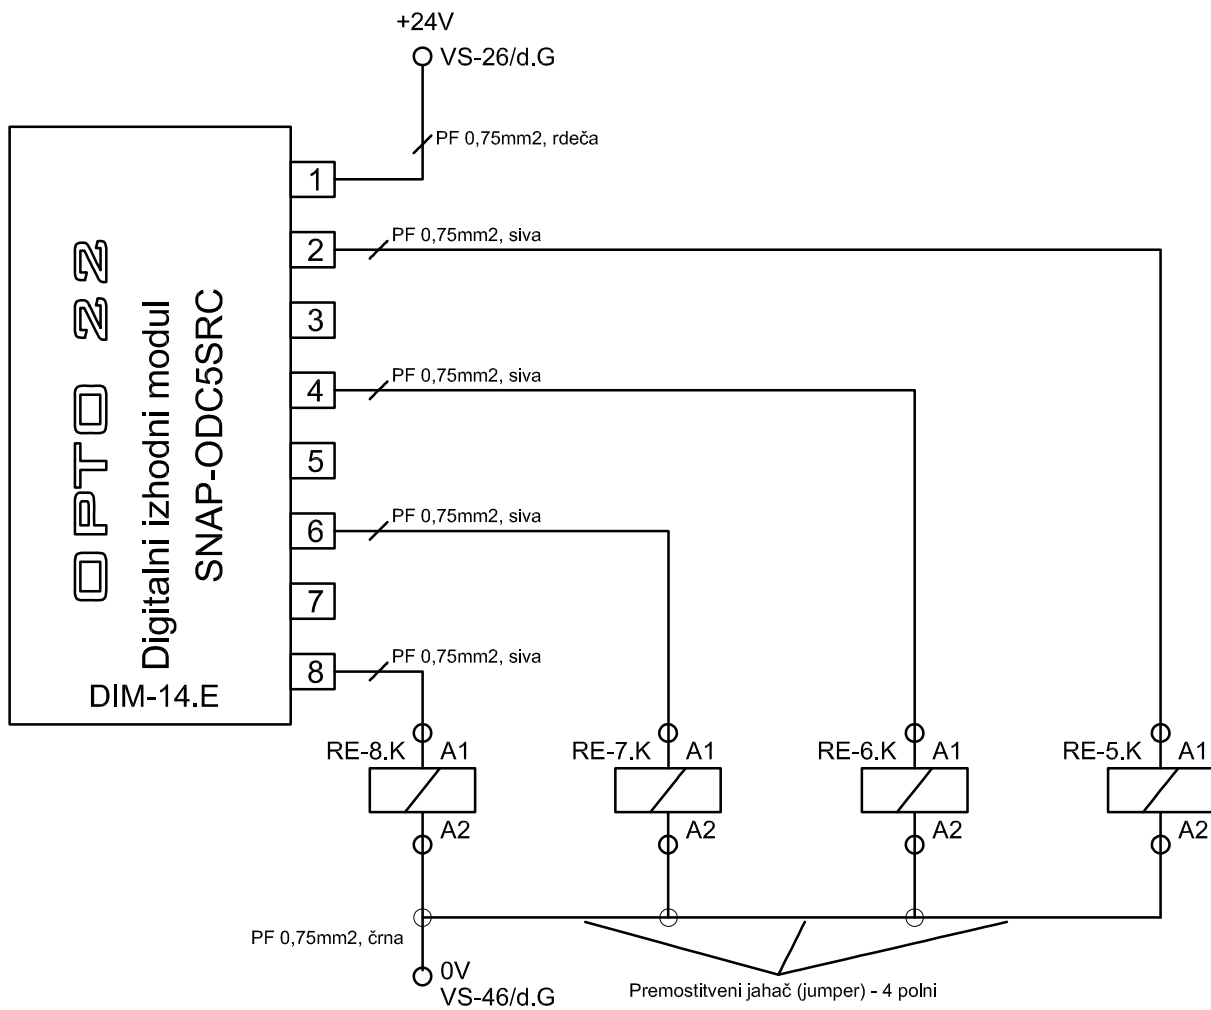 +24V
VS-26/d.G
PF 0,75mm2, rdeča
1
PF 0,75mm2, siva
2
3
PF 0,75mm2, siva
4
5
PF 0,75mm2, siva
6
7
PF 0,75mm2, siva
8
OPTO 22
Digitalni izhodni modul
SNAP-ODC5SRC
DIM-14.E
RE-8.K A1
RE-7.K A1
RE-6.K A1
RE-5.K A1
A2
A2
A2
A2
PF 0,75mm2, črna
0V
VS-46/d.G
Premostitveni jahač (jumper) - 4 polni